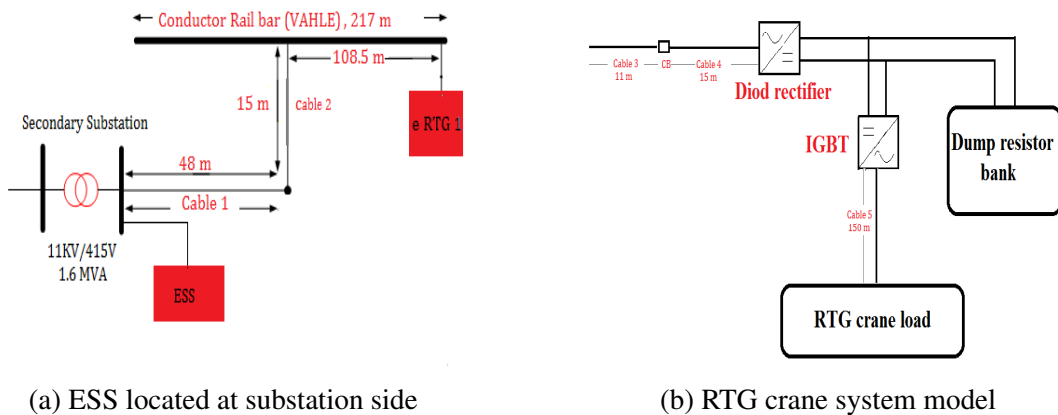 Conductor Rail bar (VAHLE) , 217 m
108.5 m
15 m
Cable 2
e RTG 1
Secondary Substation
48 m
Cable 1
11KV/415V
1.6 MVA
ESS
(a) ESS located at substation side
Cable 3
11 m
CB
Cable 4
15 m
Diod rectifier
IGBT
Dump resistor
bank
Cable 5
150 m
RTG crane load
(b) RTG crane system model